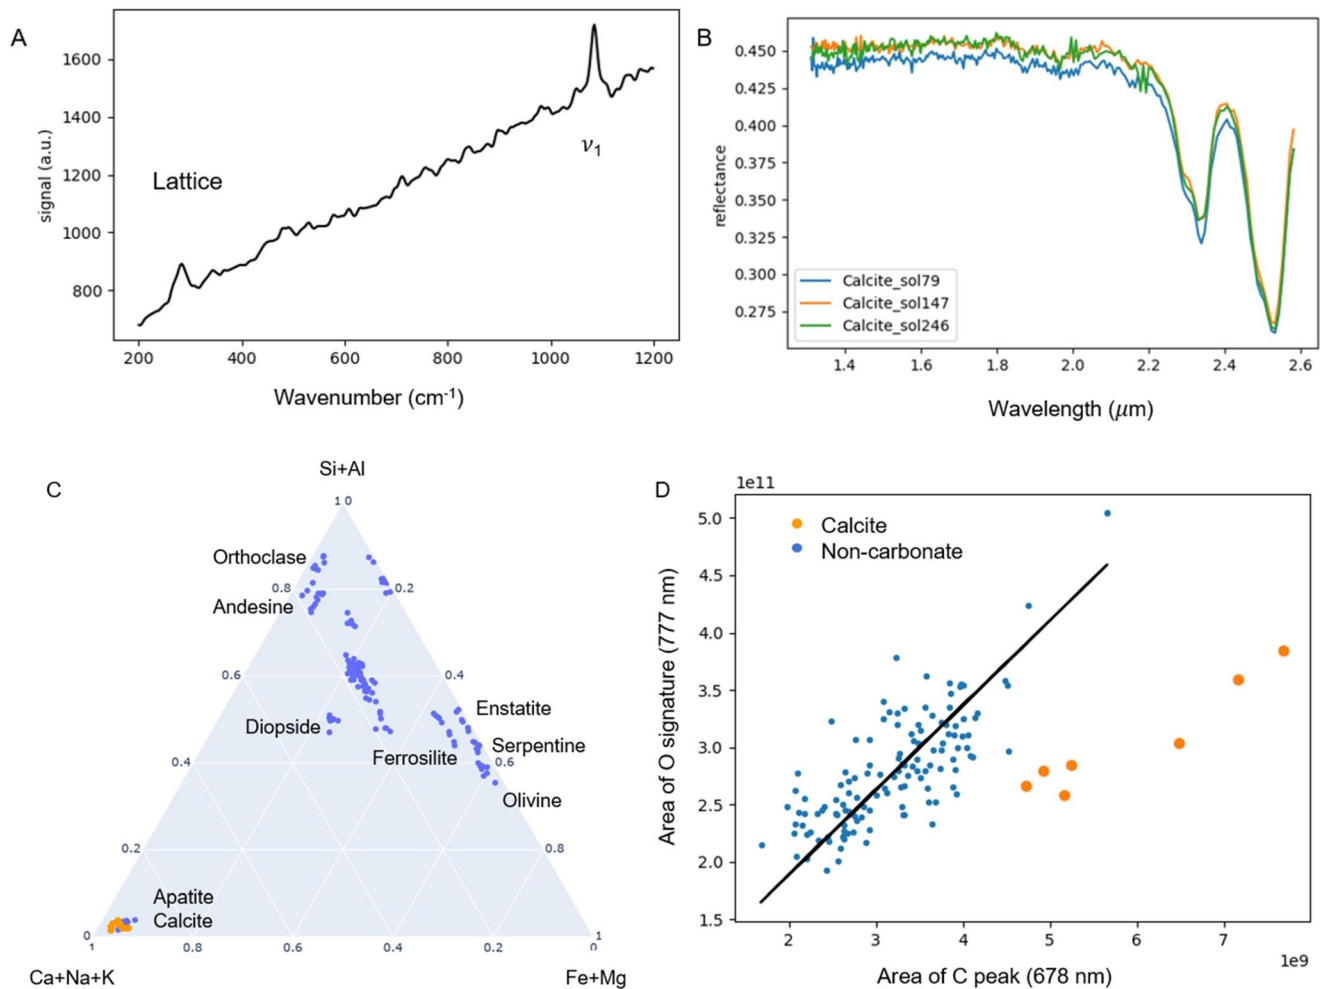 A
signal (a.u.)
1600
1400
1200
1000
800
Lattice
ν1
200 400 600 800 1000 1200
Wavenumber (cm-1)
B
reflectance
0.450
0.425
0.400
0.375
0.350
0.325
0.300
0.275
Calcite_sol79
Calcite_sol147
Calcite_sol246
1.4 1.6 1.8 2.0 2.2 2.4 2.6
Wavelength (μm)
C
Si+Al
1 0
Orthoclase
0.8 0.2
Andesine
0.6 0.4
Enstatite
Diopside
Serpentine
Ferrosilite
0.4 0.6
Olivine
0.2 0.8
Apatite
Calcite
0 1
1 0.8 0.6 0.4 0.2 0
Ca+Na+K Fe+Mg
D
1e11
Area of O signature (777 nm)
5.0
4.5
4.0
3.5
3.0
2.5
2.0
1.5
Calcite
Non-carbonate
2 3 4 5 6 7
1e9
Area of C peak (678 nm)